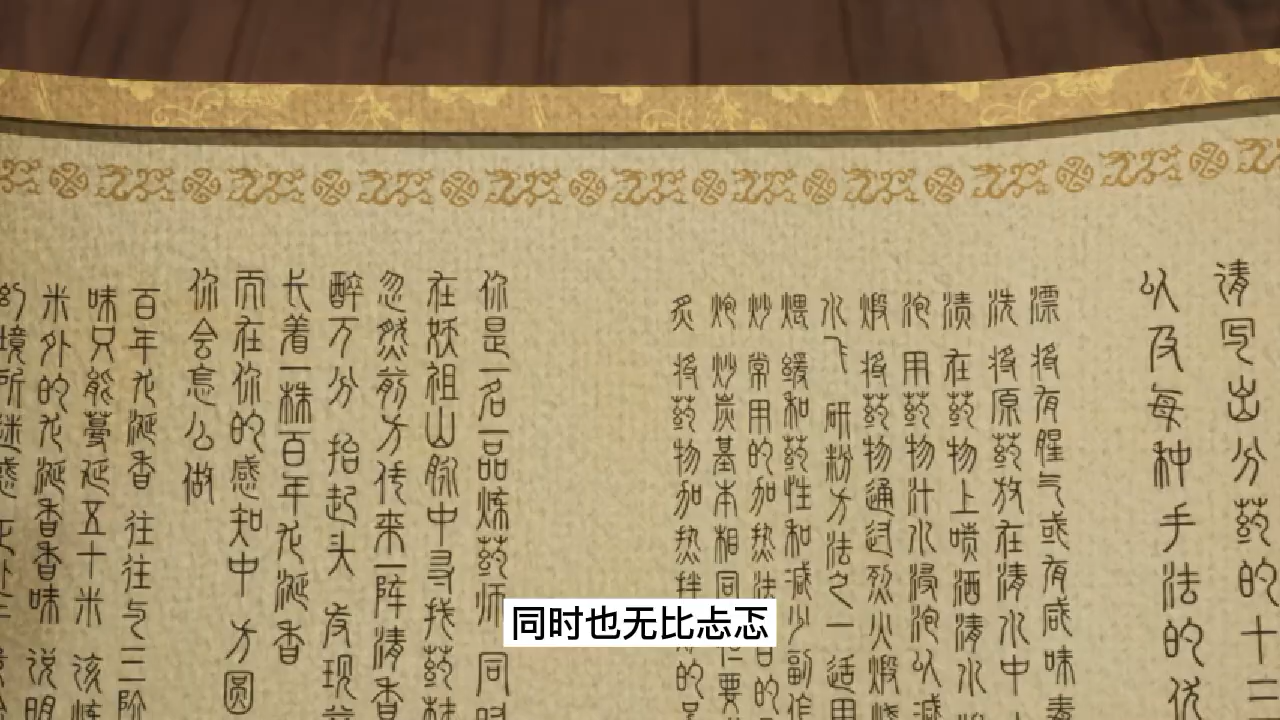 请写出分药的十三
以及每种手法的优
漂 将有腥气或有咸味
洗 将原药放在清水中
渍 在药物上喷洒清水
泡 用药物汁水浸泡以减
煅 将药物通过烈火煅烧
水飞 研粉方法之一 适用
煨 缓和药性和减少副作
炒 常用的加热法
炮 炒炭基本相同
炙 将药物加热拌
你是一名一品炼药师 同时
在妖祖山脉中寻找药材
忽然前方传来一阵清香
醉万分 抬起头 发现前
长着一株百年花涎香
而在你的感知中 方圆
你会怎么做
百年花涎香 往往与三阶
味只能蔓延五十米 该
米外的花涎香香味 说明
幻境所迷惑
同时也无比忐忑